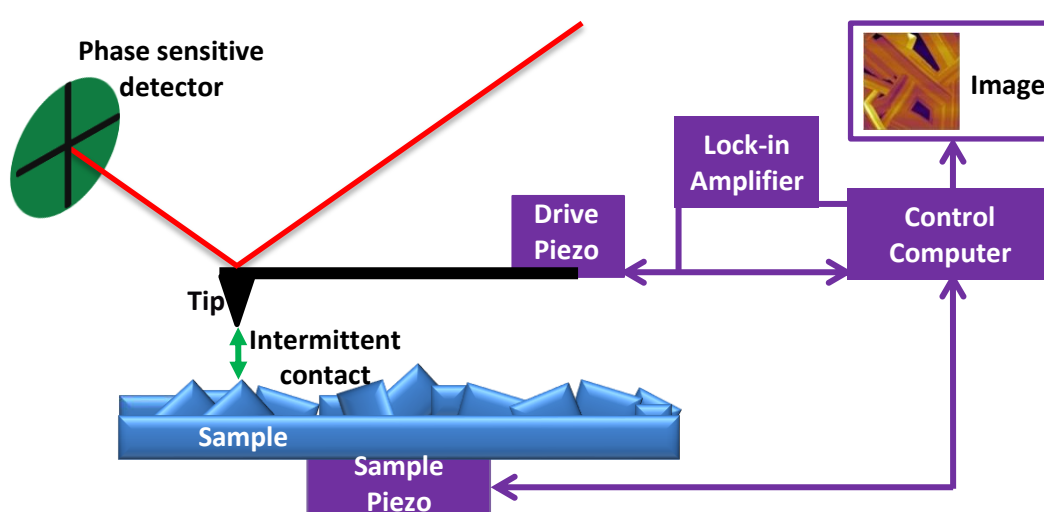 Phase sensitive
detector
Image
Lock-in
Amplifier
Drive
Piezo
Control
Computer
Tip
Intermittent
contact
Sample
Sample
Piezo